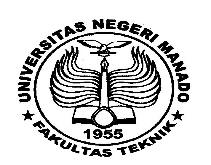 UNIVERSITAS NEGERI MANADO
1955
★ FAKULTAS TEKNIK ★